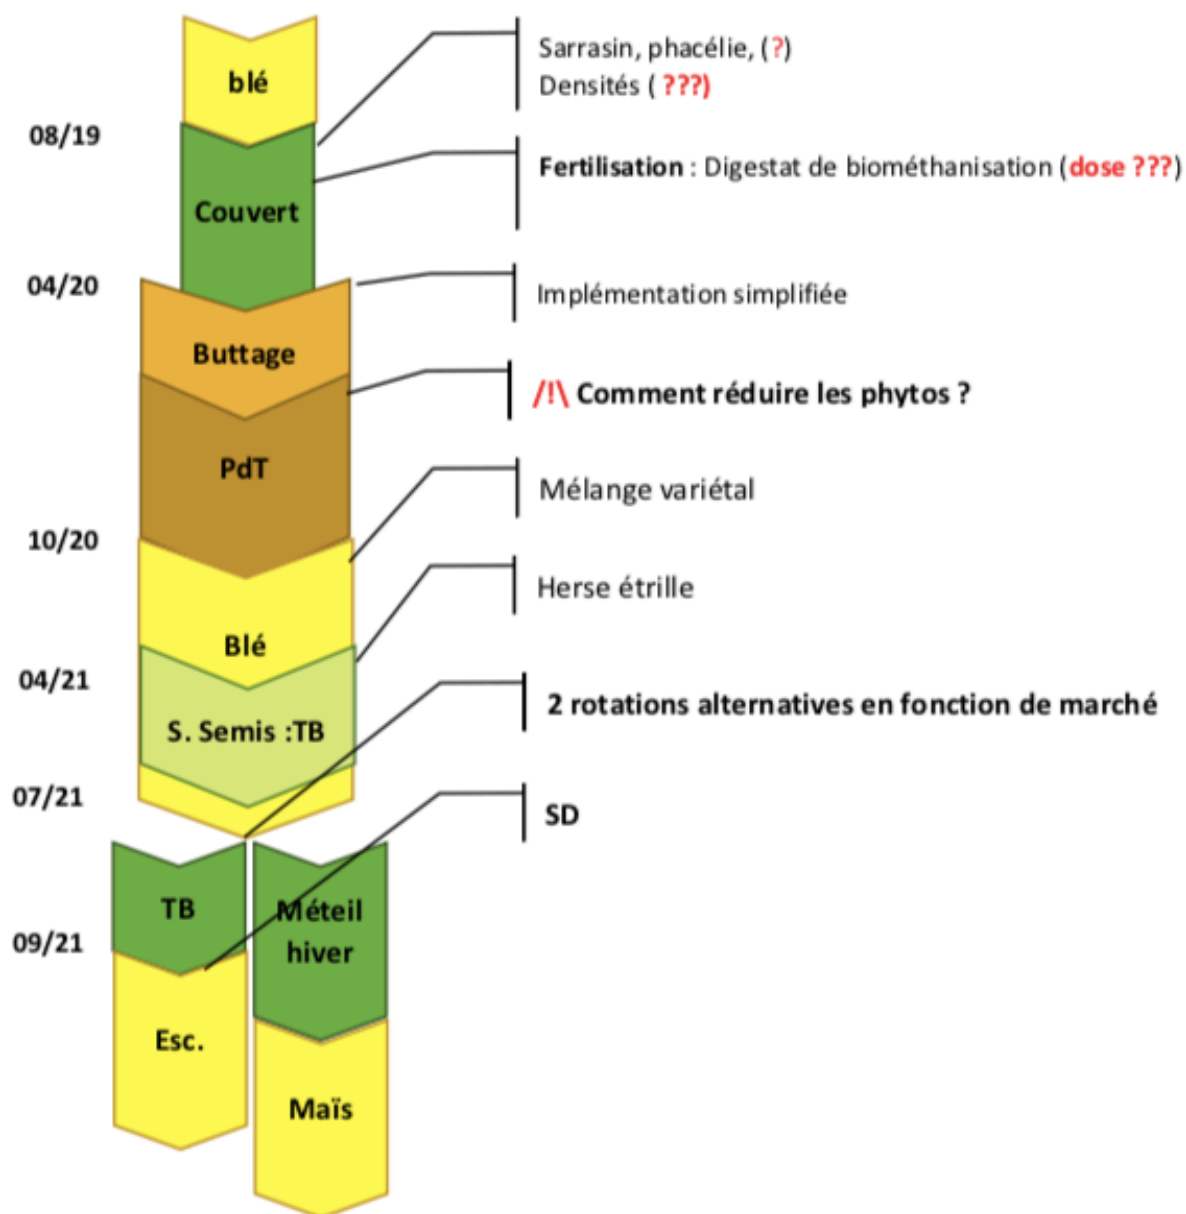 blé
Sarrasin, phacélie, (?)
Densités ( ???)
08/19
Fertilisation : Digestat de biométhanisation (dose ???)
Couvert
04/20
Implémentation simplifiée
Buttage
/!\ Comment réduire les phytos ?
PdT
Mélange variétal
10/20
Herse étrille
Blé
04/21
2 rotations alternatives en fonction de marché
S. Semis :TB
07/21
SD
TB
Méteil
hiver
09/21
Esc.
Maïs